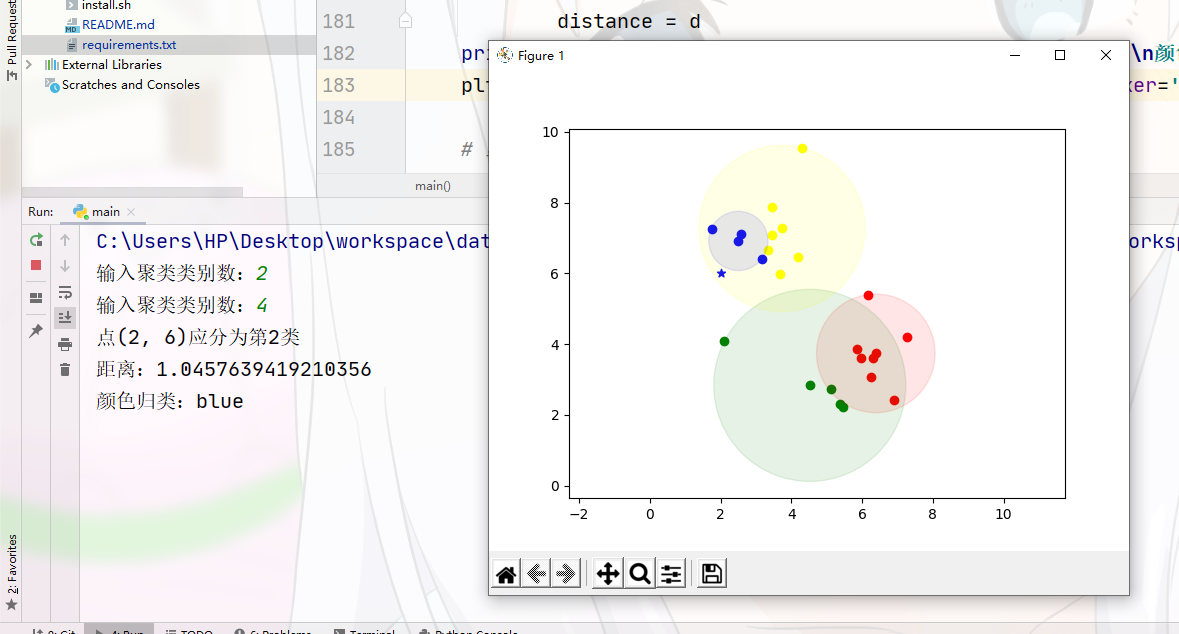 install.sh
README.md
requirements.txt
External Libraries
Scratches and Consoles
Pull Request
181
182
183
184
185
distance = d
pri
\n颜
plt
ker='
#
main()
Figure 1
10
8
6
4
2
0
−2 0 2 4 6 8 10
Run: main
C:\Users\HP\Desktop\workspace\dat
orksp
输入聚类类别数：2
输入聚类类别数：4
点(2, 6)应分为第2类
距离：1.0457639419210356
颜色归类：blue
2: Favorites
9: Git 4: Run TODO 6: Problems Terminal Python Console